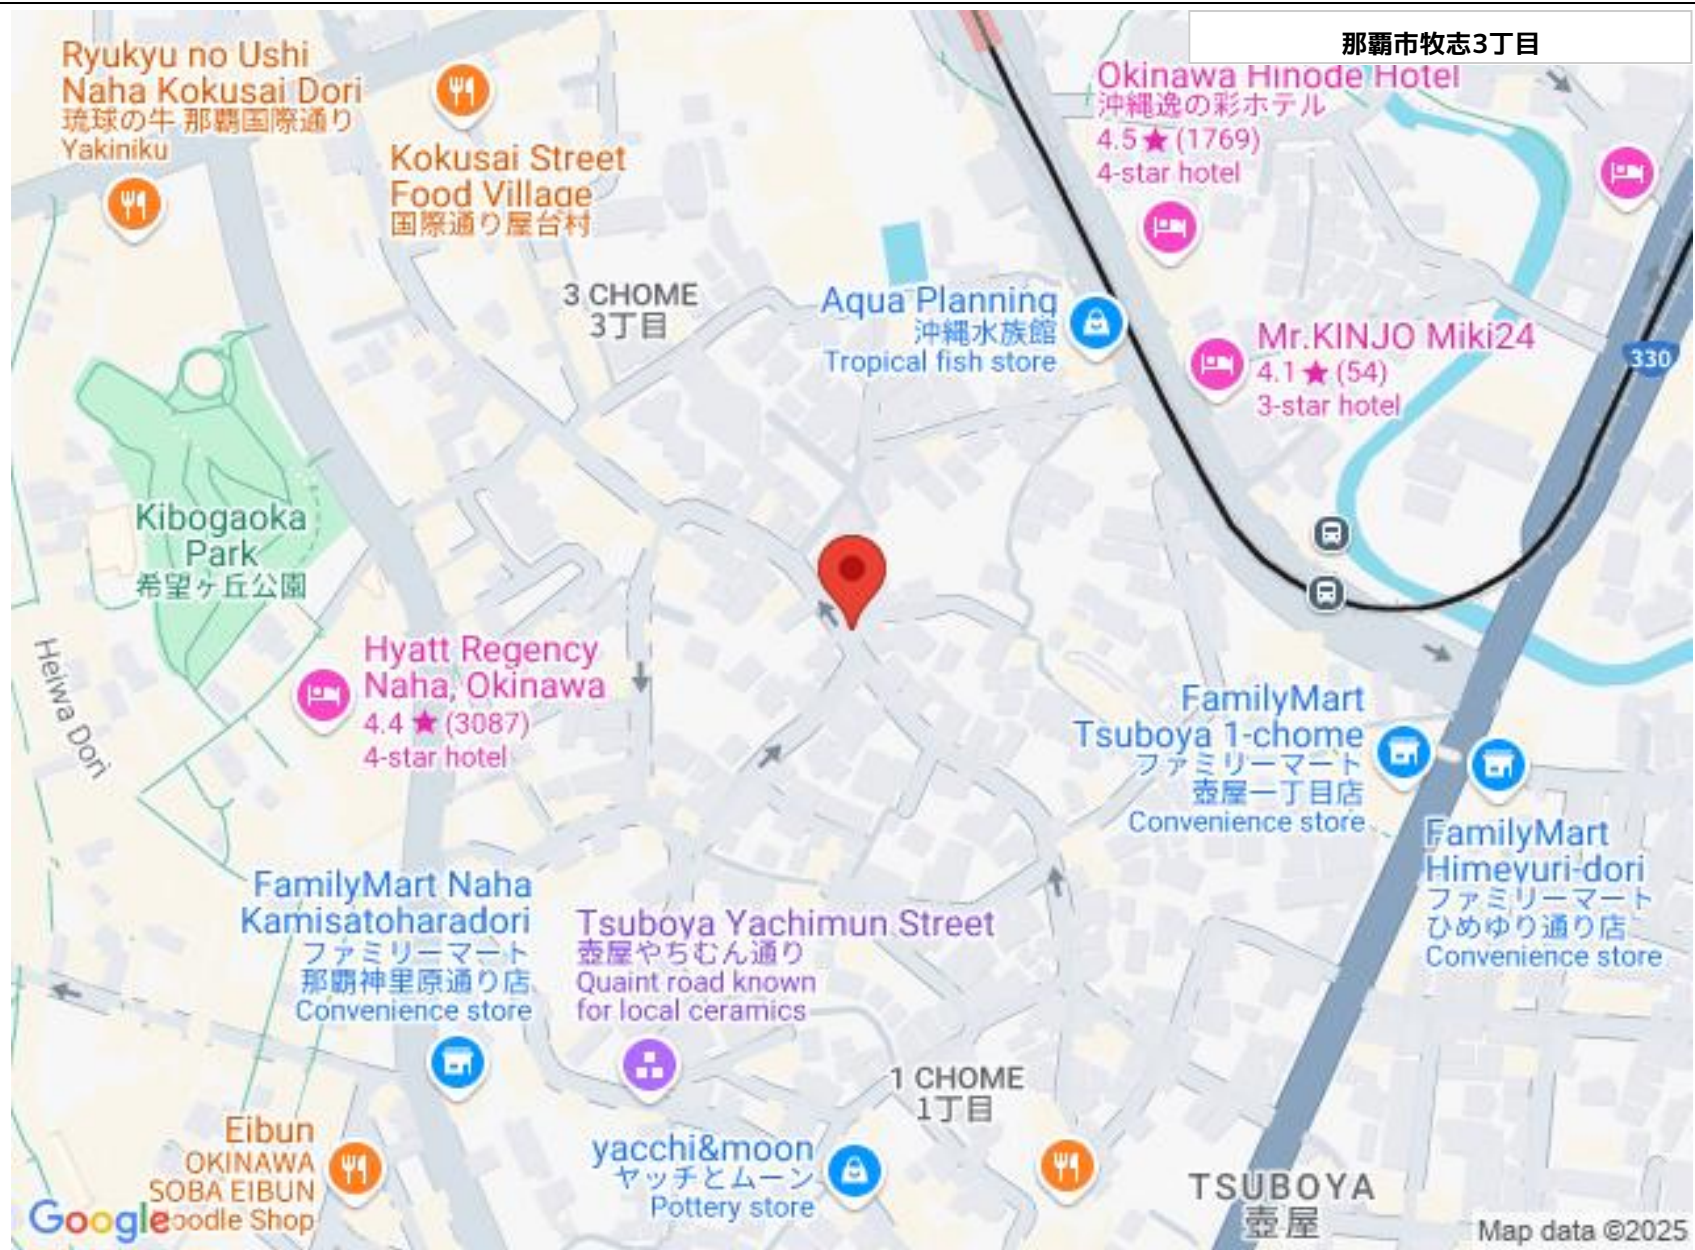 那覇市牧志3丁目
Ryukyu no Ushi
Naha Kokusai Dori
琉球の牛 那覇国際通り
Yakiniku
Kokusai Street
Food Village
国際通り屋台村
Okinawa Hinode Hotel
沖縄逸の彩ホテル
4.5★(1769)
4-star hotel
3 CHOME
3丁目
Aqua Planning
沖縄水族館
Tropical fish store
Mr.KINJO Miki24
4.1★(54)
3-star hotel
330
Kibogaoka
Park
希望ヶ丘公園
Heiwa Dori
Hyatt Regency
Naha, Okinawa
4.4★(3087)
4-star hotel
FamilyMart
Tsuboya 1-chome
ファミリーマート
壺屋一丁目店
Convenience store
FamilyMart
Himeyuri-dori
ファミリーマート
ひめゆり通り店
Convenience store
FamilyMart Naha
Kamisatoharadori
ファミリーマート
那覇神里原通り店
Convenience store
Tsuboya Yachimun Street
壺屋やちむん通り
Quaint road known
for local ceramics
1 CHOME
1丁目
Eibun
OKINAWA
SOBA EIBUN
oodle Shop
yacchi&moon
ヤッチとムーン
Pottery store
TSUBOYA
壺屋
Google
Map data ©2025